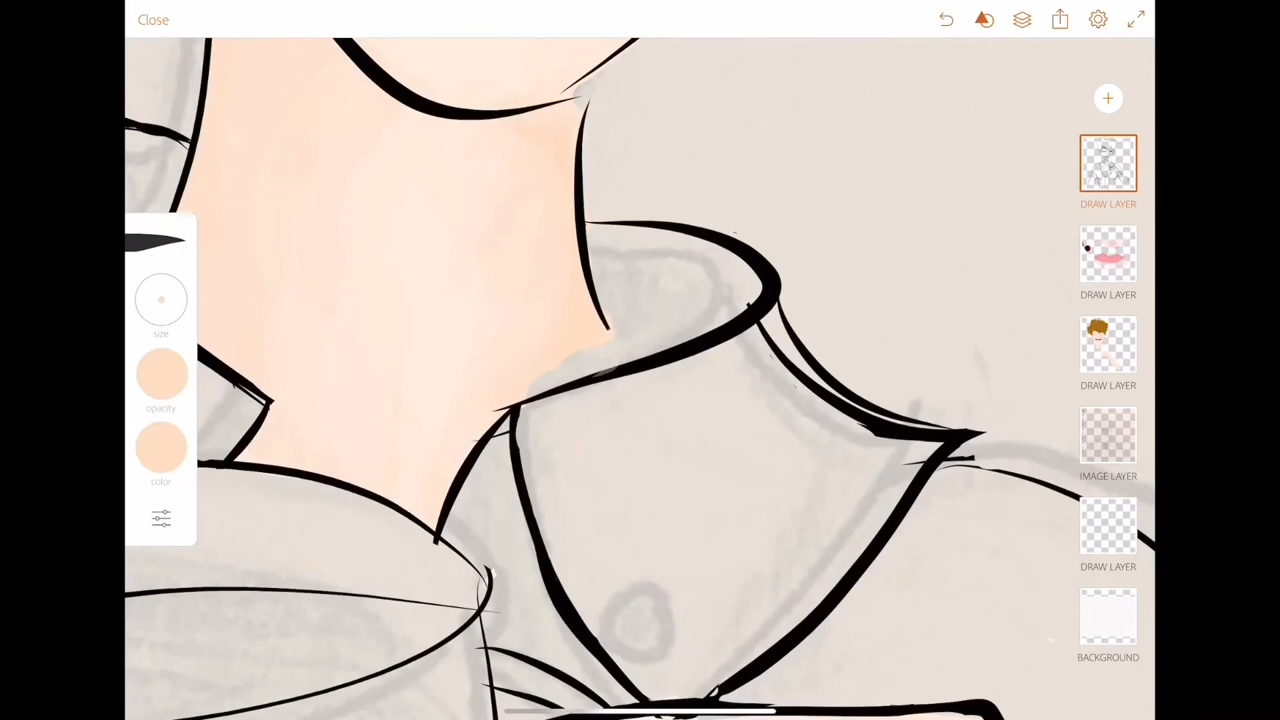 Close
size
opacity
color
DRAW LAYER
DRAW LAYER
DRAW LAYER
IMAGE LAYER
DRAW LAYER
BACKGROUND